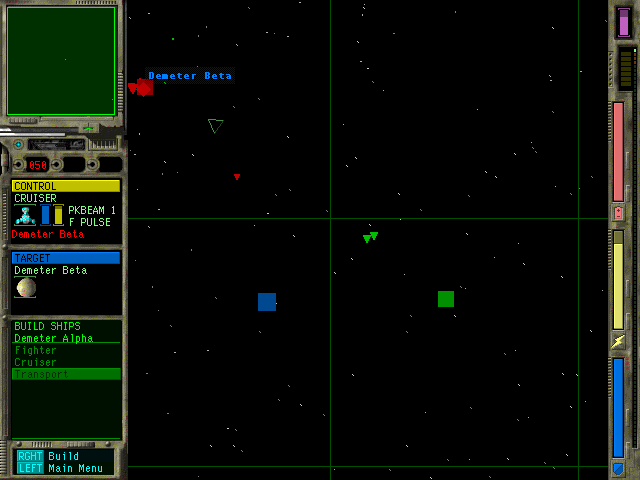 Demeter Beta
050
CONTROL
CRUISER
PKBEAM 1
F PULSE
Demeter Beta
TARGET
Demeter Beta
BUILD SHIPS
Demeter Alpha
Fighter
Cruiser
Transport
RGHT Build
LEFT Main Menu